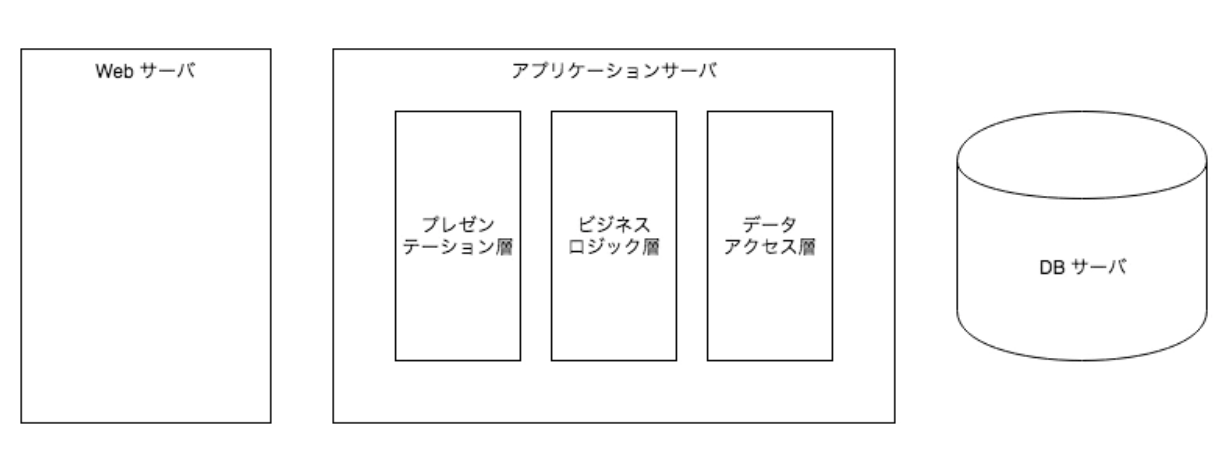 Web サーバ
アプリケーションサーバ
プレゼン
テーション層
ビジネス
ロジック層
データ
アクセス層
DB サーバ